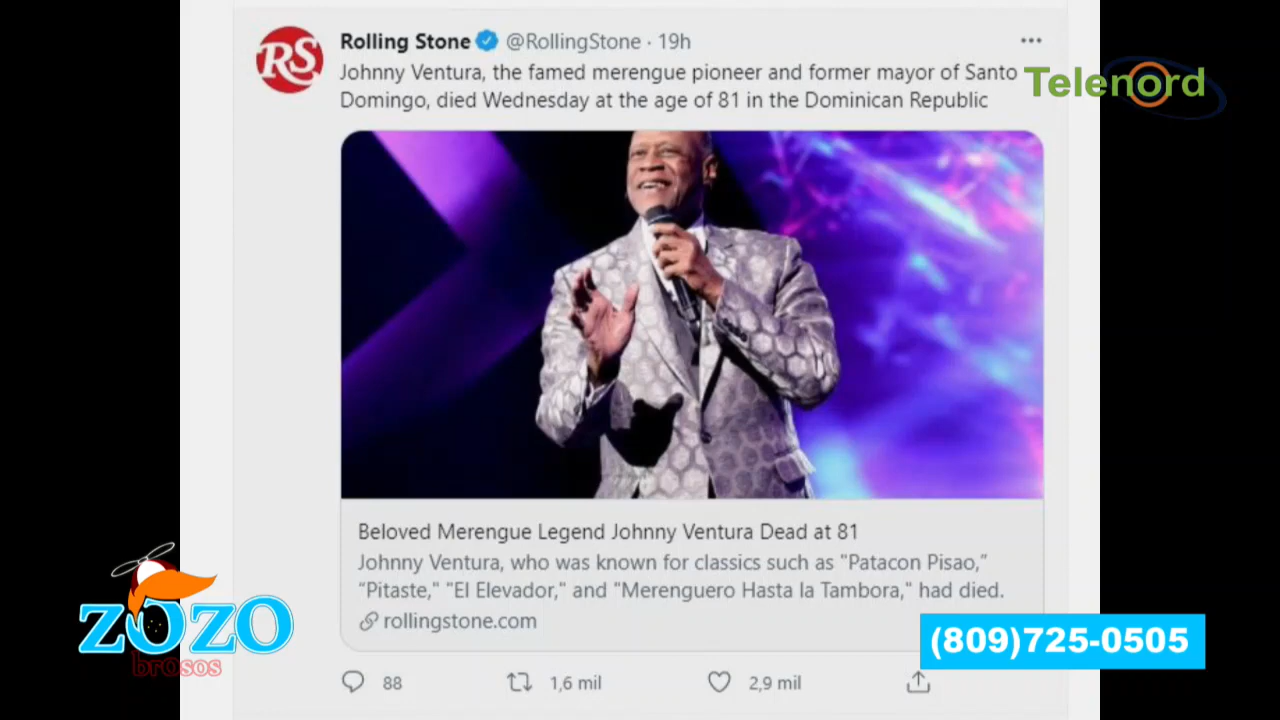 RS
Rolling Stone @RollingStone · 19h
Johnny Ventura, the famed merengue pioneer and former mayor of Santo
Domingo, died Wednesday at the age of 81 in the Dominican Republic
Telenord
Beloved Merengue Legend Johnny Ventura Dead at 81
Johnny Ventura, who was known for classics such as "Patacon Pisao,"
"Pitaste," "El Elevador," and "Merenguero Hasta la Tambora," had died.
rollingstone.com
88 1,6 mil 2,9 mil
zozo
brosos
(809)725-0505